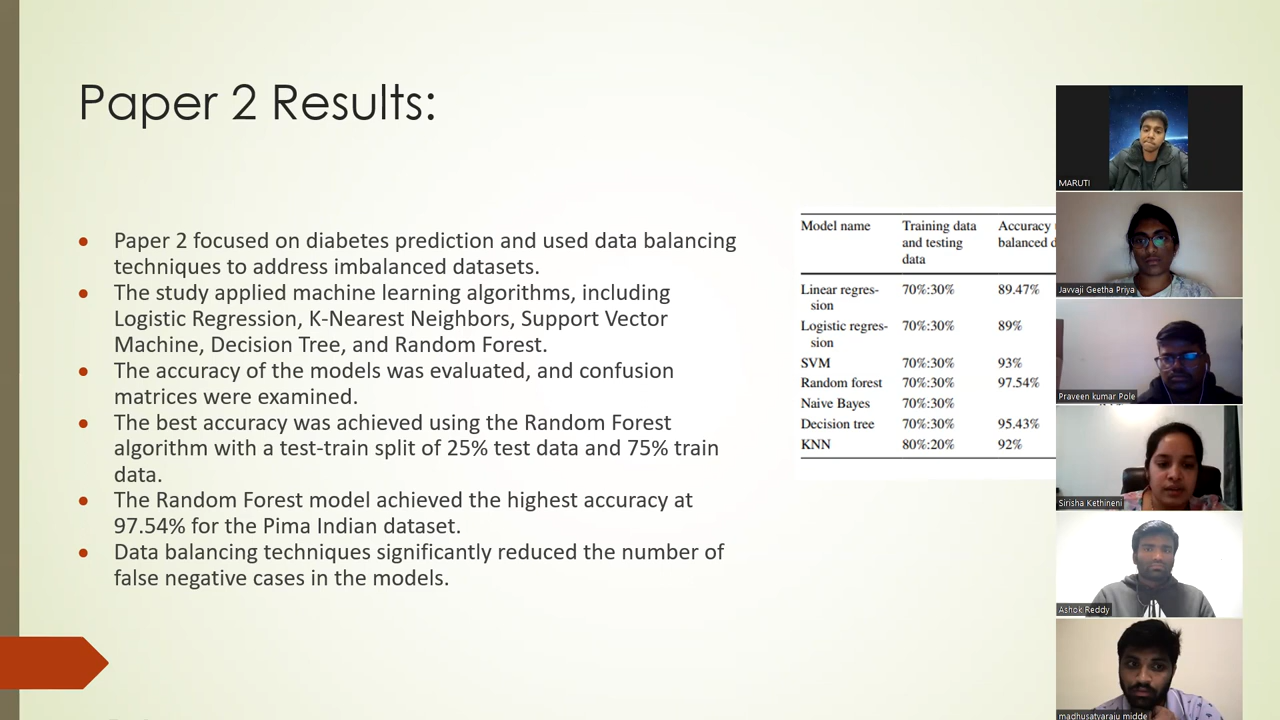 Paper 2 Results:
Paper 2 focused on diabetes prediction and used data balancing
techniques to address imbalanced datasets.
The study applied machine learning algorithms, including
Logistic Regression, K-Nearest Neighbors, Support Vector
Machine, Decision Tree, and Random Forest.
The accuracy of the models was evaluated, and confusion
matrices were examined.
The best accuracy was achieved using the Random Forest
algorithm with a test-train split of 25% test data and 75% train
data.
The Random Forest model achieved the highest accuracy at
97.54% for the Pima Indian dataset.
Data balancing techniques significantly reduced the number of
false negative cases in the models.
Model name Training data Accuracy
and testing balanced
data
Linear regres- 70%:30% 89.47%
sion
Logistic regres- 70%:30% 89%
sion
SVM 70%:30% 93%
Random forest 70%:30% 97.54%
Naive Bayes 70%:30%
Decision tree 70%:30% 95.43%
KNN 80%:20% 92%
MARUTI
Javvaji Geetha Priya
Praveen kumar Pole
Sirisha Kethineni
Ashok Reddy
madhusatyaraju midde